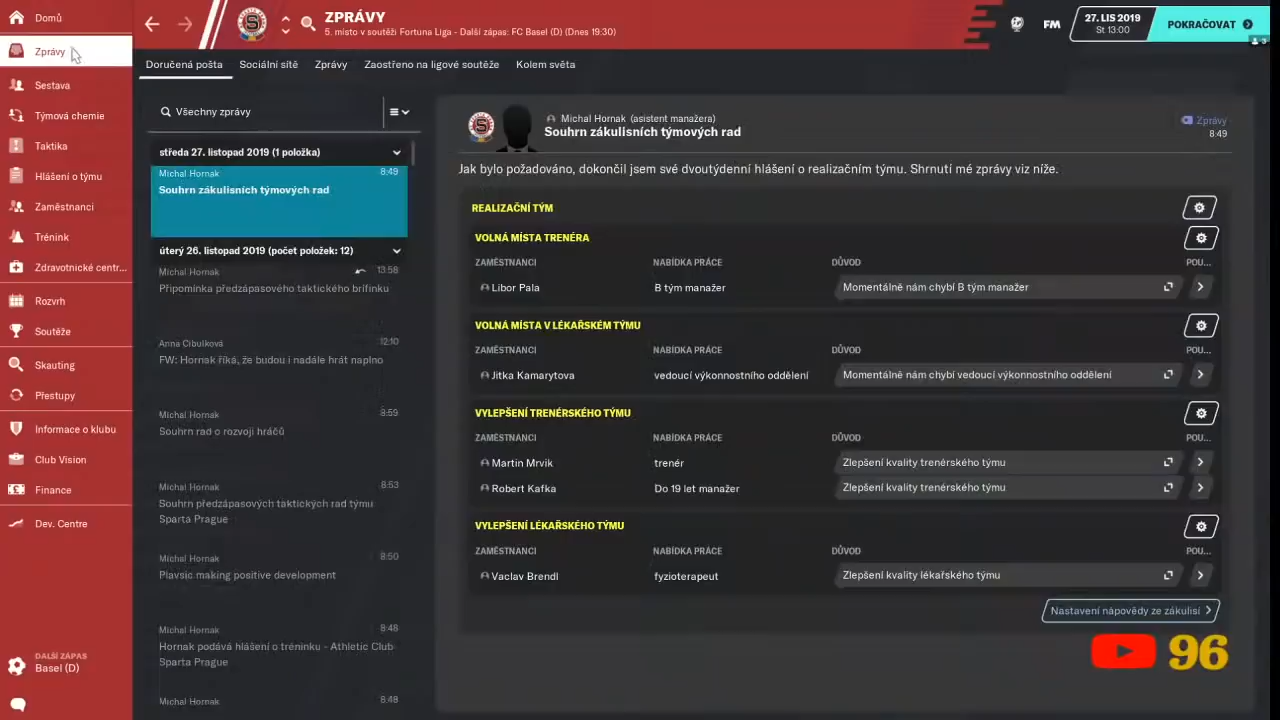 Domů
Zprávy
Sestava
Týmová chemie
Taktika
Hlášení o týmu
Zaměstnanci
Trénink
Zdravotnické centr...
Rozvrh
Soutěže
Skauting
Přestupy
Informace o klubu
Club Vision
Finance
Dev. Centre
DALŠÍ ZÁPAS
Basel (D)
ZPRÁVY
5. místo v soutěži Fortuna Liga - Další zápas: FC Basel (D) (Dnes 19:30)
FM
27. LIS 2019
St 13:00
POKRAČOVAT
3
Doručená pošta
Sociální sítě
Zprávy
Zaostřeno na ligové soutěže
Kolem světa
Všechny zprávy
středa 27. listopad 2019 (1 položka)
Michal Hornak 8:49
Souhrn zákulisních týmových rad
úterý 26. listopad 2019 (počet položek: 12)
Michal Hornak 13:58
Připomínka předzápasového taktického brífinku
Anna Cibulková 12:10
FW: Hornak říká, že budou i nadále hrát naplno
Michal Hornak 8:59
Souhrn rad o rozvoji hráčů
Michal Hornak 8:53
Souhrn předzápasových taktických rad týmu
Sparta Prague
Michal Hornak 8:50
Plavsic making positive development
Michal Hornak 8:48
Hornak podává hlášení o tréninku - Athletic Club
Sparta Prague
Michal Hornak 8:48
Michal Hornak (asistent manažera)
Souhrn zákulisních týmových rad
Zprávy
8:49
Jak bylo požadováno, dokončil jsem své dvoutýdenní hlášení o realizačním týmu. Shrnutí mé zprávy viz níže.
REALIZAČNÍ TÝM
VOLNÁ MÍSTA TRENÉRA
ZAMĚSTNANCI NABÍDKA PRÁCE DŮVOD POU...
Libor Pala B tým manažer Momentálně nám chybí B tým manažer
VOLNÁ MÍSTA V LÉKAŘSKÉM TÝMU
ZAMĚSTNANCI NABÍDKA PRÁCE DŮVOD POU...
Jitka Kamarytova vedoucí výkonnostního oddělení Momentálně nám chybí vedoucí výkonnostního oddělení
VYLEPŠENÍ TRENÉRSKÉHO TÝMU
ZAMĚSTNANCI NABÍDKA PRÁCE DŮVOD POU...
Martin Mrvik trenér Zlepšení kvality trenérského týmu
Robert Kafka Do 19 let manažer Zlepšení kvality trenérského týmu
VYLEPŠENÍ LÉKAŘSKÉHO TÝMU
ZAMĚSTNANCI NABÍDKA PRÁCE DŮVOD POU...
Vaclav Brendl fyzioterapeut Zlepšení kvality lékařského týmu
Nastavení nápovědy ze zákulisí
96